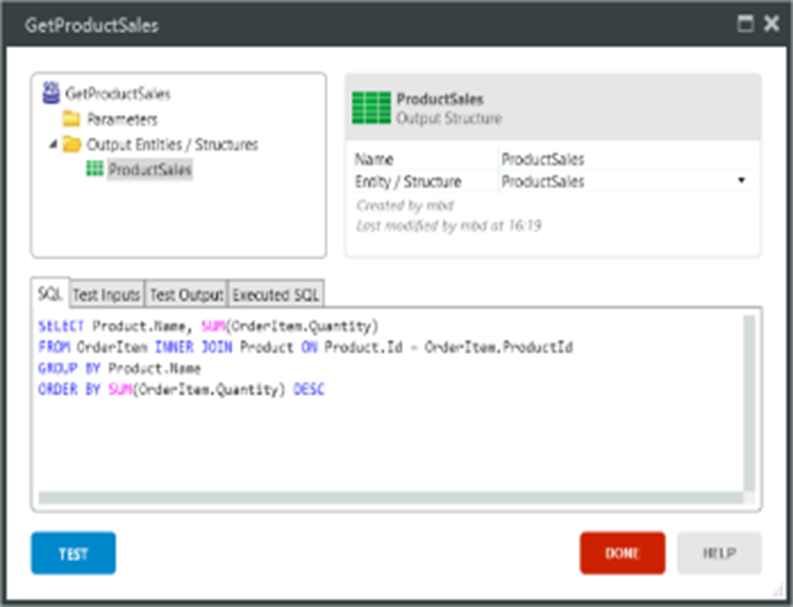 GetProductSales
GetProductSales
Parameters
Output Entities / Structures
ProductSales
ProductSales
Output Structure
Name ProductSales
Entity / Structure ProductSales
Created by mbd
Last modified by mbd at 16:19
SQL Test Inputs Test Output Executed SQL
SELECT Product.Name, SUM(OrderItem.Quantity)
FROM OrderItem INNER JOIN Product ON Product.Id = OrderItem.ProductId
GROUP BY Product.Name
ORDER BY SUM(OrderItem.Quantity) DESC
TEST DONE HELP